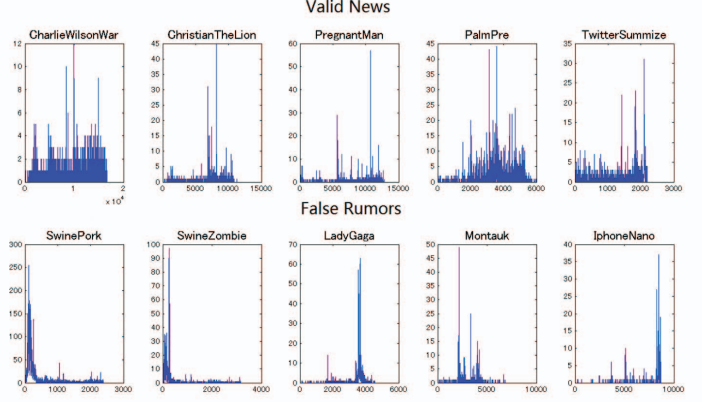 Valid News
CharlieWilsonWar ChristianTheLion PregnantMan PalmPre TwitterSummize
12 45 60 45 35
10 40 50 40 30
8 35 40 35 25
6 30 30 30 20
4 25 20 25 15
2 20 10 20 10
0 15 0 15 5
10 10 0
5 5
0 0
0 1 2 0 5000 10000 15000 0 5000 10000 15000 0 2000 4000 6000 0 1000 2000 3000
x 10^4
False Rumors
SwinePork SwineZombie LadyGaga Montauk IphoneNano
300 100 70 50 40
250 90 60 45 35
200 80 50 40 30
150 70 40 35 25
100 60 30 30 20
50 50 20 25 15
0 40 10 20 10
30 0 15 5
20 10 0
10 5
0 0
0 1000 2000 3000 0 2000 4000 0 2000 4000 6000 0 5000 10000 0 5000 10000